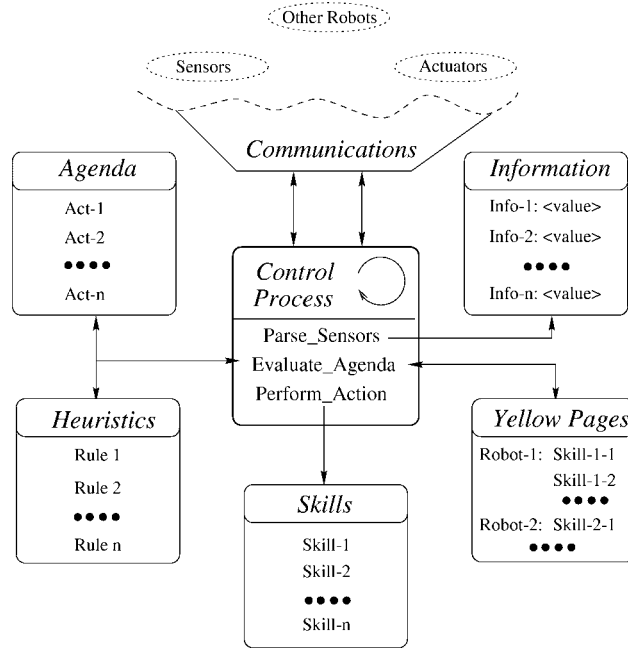 Other Robots
Sensors
Actuators
Communications
Agenda
Act-1
Act-2
Act-n
Information
Info-1: <value>
Info-2: <value>
Info-n: <value>
Control
Process
Parse_Sensors
Evaluate_Agenda
Perform_Action
Heuristics
Rule 1
Rule 2
Rule n
Yellow Pages
Robot-1: Skill-1-1
Skill-1-2
Robot-2: Skill-2-1
Skills
Skill-1
Skill-2
Skill-n